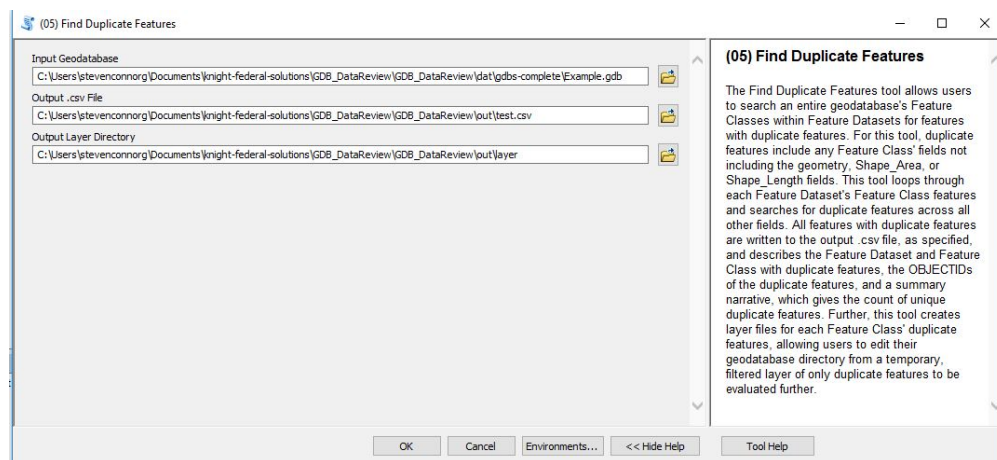 (05) Find Duplicate Features
Input Geodatabase
C:\Users\stevenconnorg\Documents\knight-federal-solutions\GDB_DataReview\GDB_DataReview\dat\gdbs-complete\Example.gdb
Output .csv File
C:\Users\stevenconnorg\Documents\knight-federal-solutions\GDB_DataReview\GDB_DataReview\out\test.csv
Output Layer Directory
C:\Users\stevenconnorg\Documents\knight-federal-solutions\GDB_DataReview\GDB_DataReview\out\layer
(05) Find Duplicate Features
The Find Duplicate Features tool allows users
to search an entire geodatabase's Feature
Classes within Feature Datasets for features
with duplicate features. For this tool, duplicate
features include any Feature Class' fields not
including the geometry, Shape_Area, or
Shape_Length fields. This tool loops through
each Feature Dataset's Feature Class features
and searches for duplicate features across all
other fields. All features with duplicate features
are written to the output .csv file, as specified,
and describes the Feature Dataset and Feature
Class with duplicate features, the OBJECTIDs
of the duplicate features, and a summary
narrative, which gives the count of unique
duplicate features. Further, this tool creates
layer files for each Feature Class' duplicate
features, allowing users to edit their
geodatabase directory from a temporary,
filtered layer of only duplicate features to be
evaluated further.
OK Cancel Environments... << Hide Help Tool Help